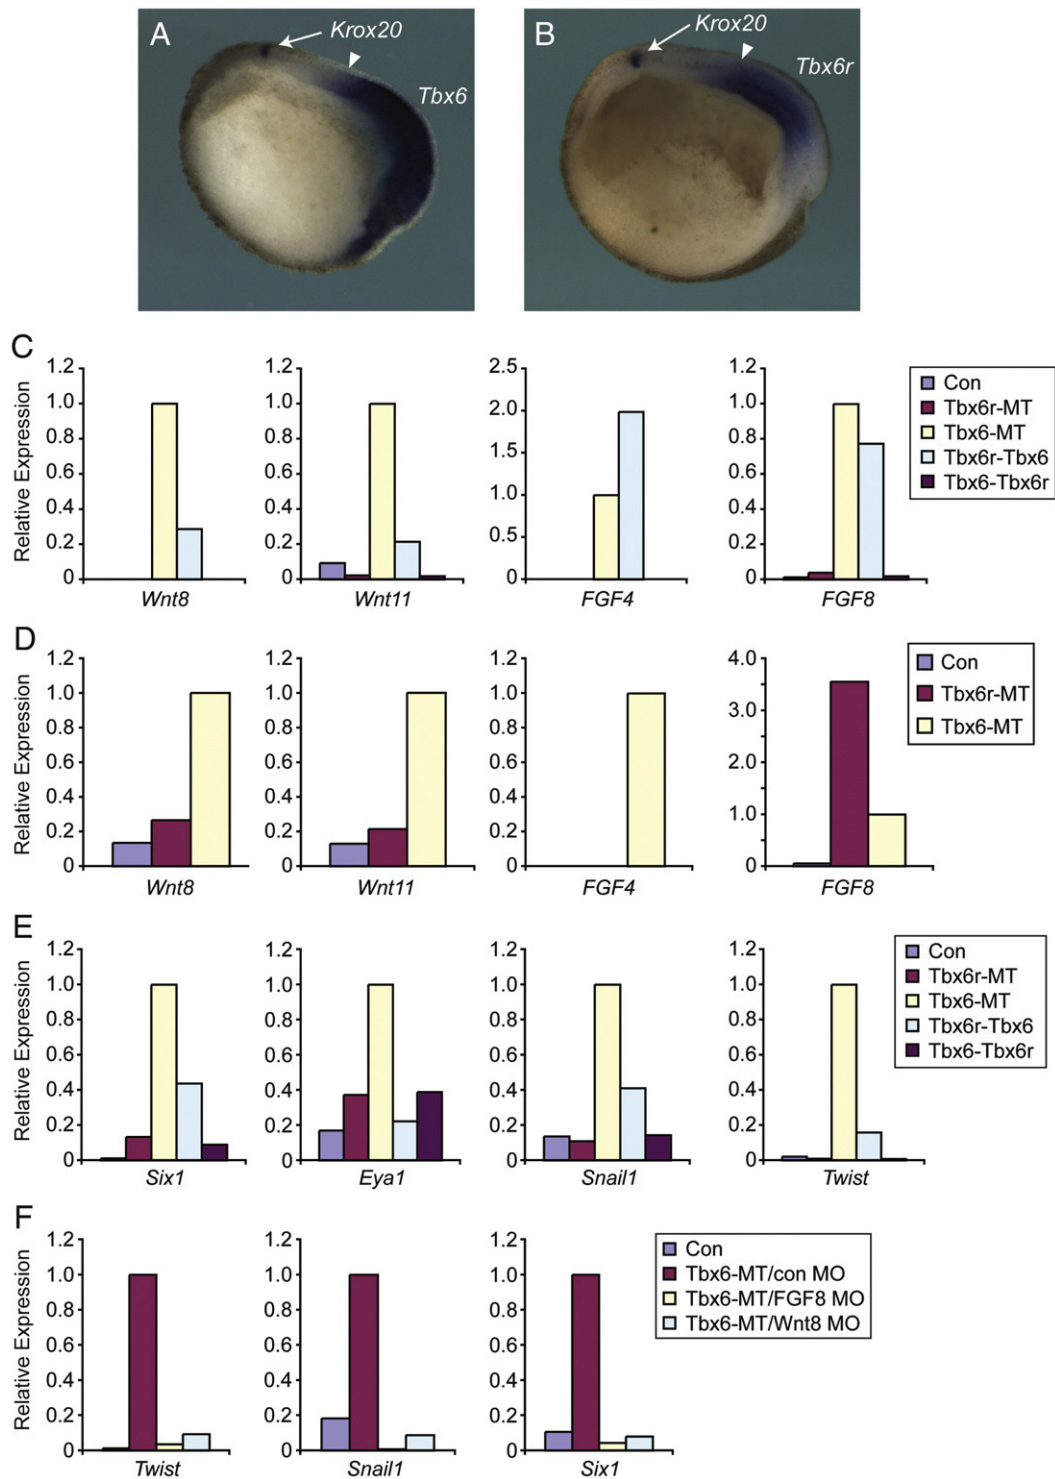 A
Krox20
Tbx6
B
Krox20
Tbx6r
C
Relative Expression
1.2
1.0
0.8
0.6
0.4
0.2
0
Wnt8
1.2
1.0
0.8
0.6
0.4
0.2
0
Wnt11
2.5
2.0
1.5
1.0
0.5
0
FGF4
1.2
1.0
0.8
0.6
0.4
0.2
0
FGF8
Con
Tbx6r-MT
Tbx6-MT
Tbx6r-Tbx6
Tbx6-Tbx6r
D
Relative Expression
1.2
1.0
0.8
0.6
0.4
0.2
0
Wnt8
1.2
1.0
0.8
0.6
0.4
0.2
0
Wnt11
1.2
1.0
0.8
0.6
0.4
0.2
0
FGF4
4.0
3.0
2.0
1.0
0
FGF8
Con
Tbx6r-MT
Tbx6-MT
E
Relative Expression
1.2
1.0
0.8
0.6
0.4
0.2
0
Six1
1.2
1.0
0.8
0.6
0.4
0.2
0
Eya1
1.2
1.0
0.8
0.6
0.4
0.2
0
Snail1
1.2
1.0
0.8
0.6
0.4
0.2
0
Twist
Con
Tbx6r-MT
Tbx6-MT
Tbx6r-Tbx6
Tbx6-Tbx6r
F
Relative Expression
1.2
1.0
0.8
0.6
0.4
0.2
0
Twist
1.2
1.0
0.8
0.6
0.4
0.2
0
Snail1
1.2
1.0
0.8
0.6
0.4
0.2
0
Six1
Con
Tbx6-MT/con MO
Tbx6-MT/FGF8 MO
Tbx6-MT/Wnt8 MO